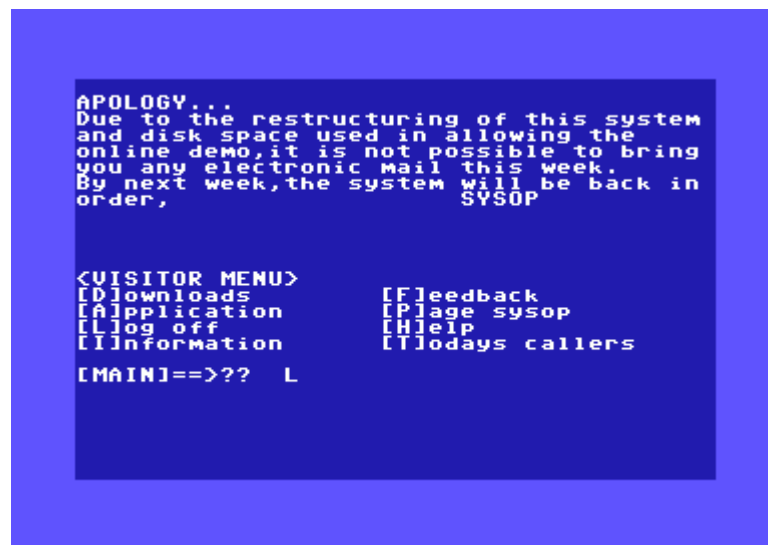 APOLOGY...
Due to the restructuring of this system
and disk space used in allowing the
online demo,it is not possible to bring
you any electronic mail this week.
By next week,the system will be back in
order, SYSOP
<VISITOR MENU>
[D]ownloads [F]eedback
[A]pplication [P]age sysop
[L]og off [H]elp
[I]nformation [T]odays callers
[MAIN]==>?? L